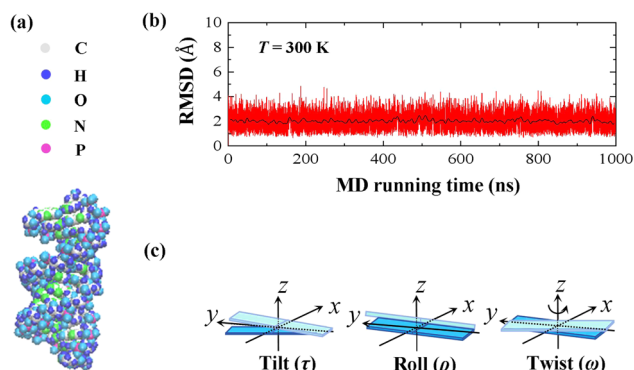 (a)
C
H
O
N
P
(b)
10
8
6
4
2
0
RMSD (Å)
T = 300 K
0 200 400 600 800 1000
MD running time (ns)
(c)
z
y
x
Tilt (τ)
z
y
x
Roll (ρ)
z
y
x
Twist (ω)